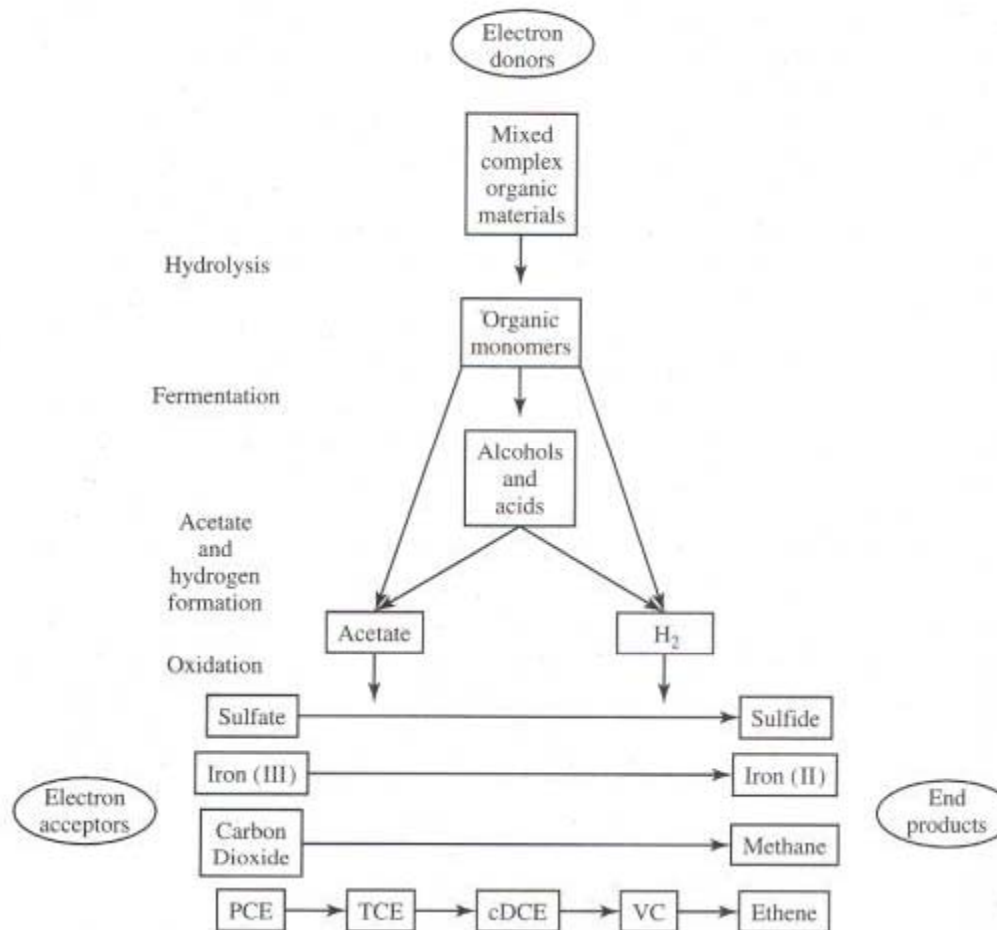 Electron
donors
Mixed
complex
organic
materials
Hydrolysis
Organic
monomers
Fermentation
Alcohols
and
acids
Acetate
and
hydrogen
formation
Acetate
H₂
Oxidation
Sulfate
Sulfide
Iron (III)
Iron (II)
Electron
acceptors
End
products
Carbon
Dioxide
Methane
PCE
TCE
cDCE
VC
Ethene